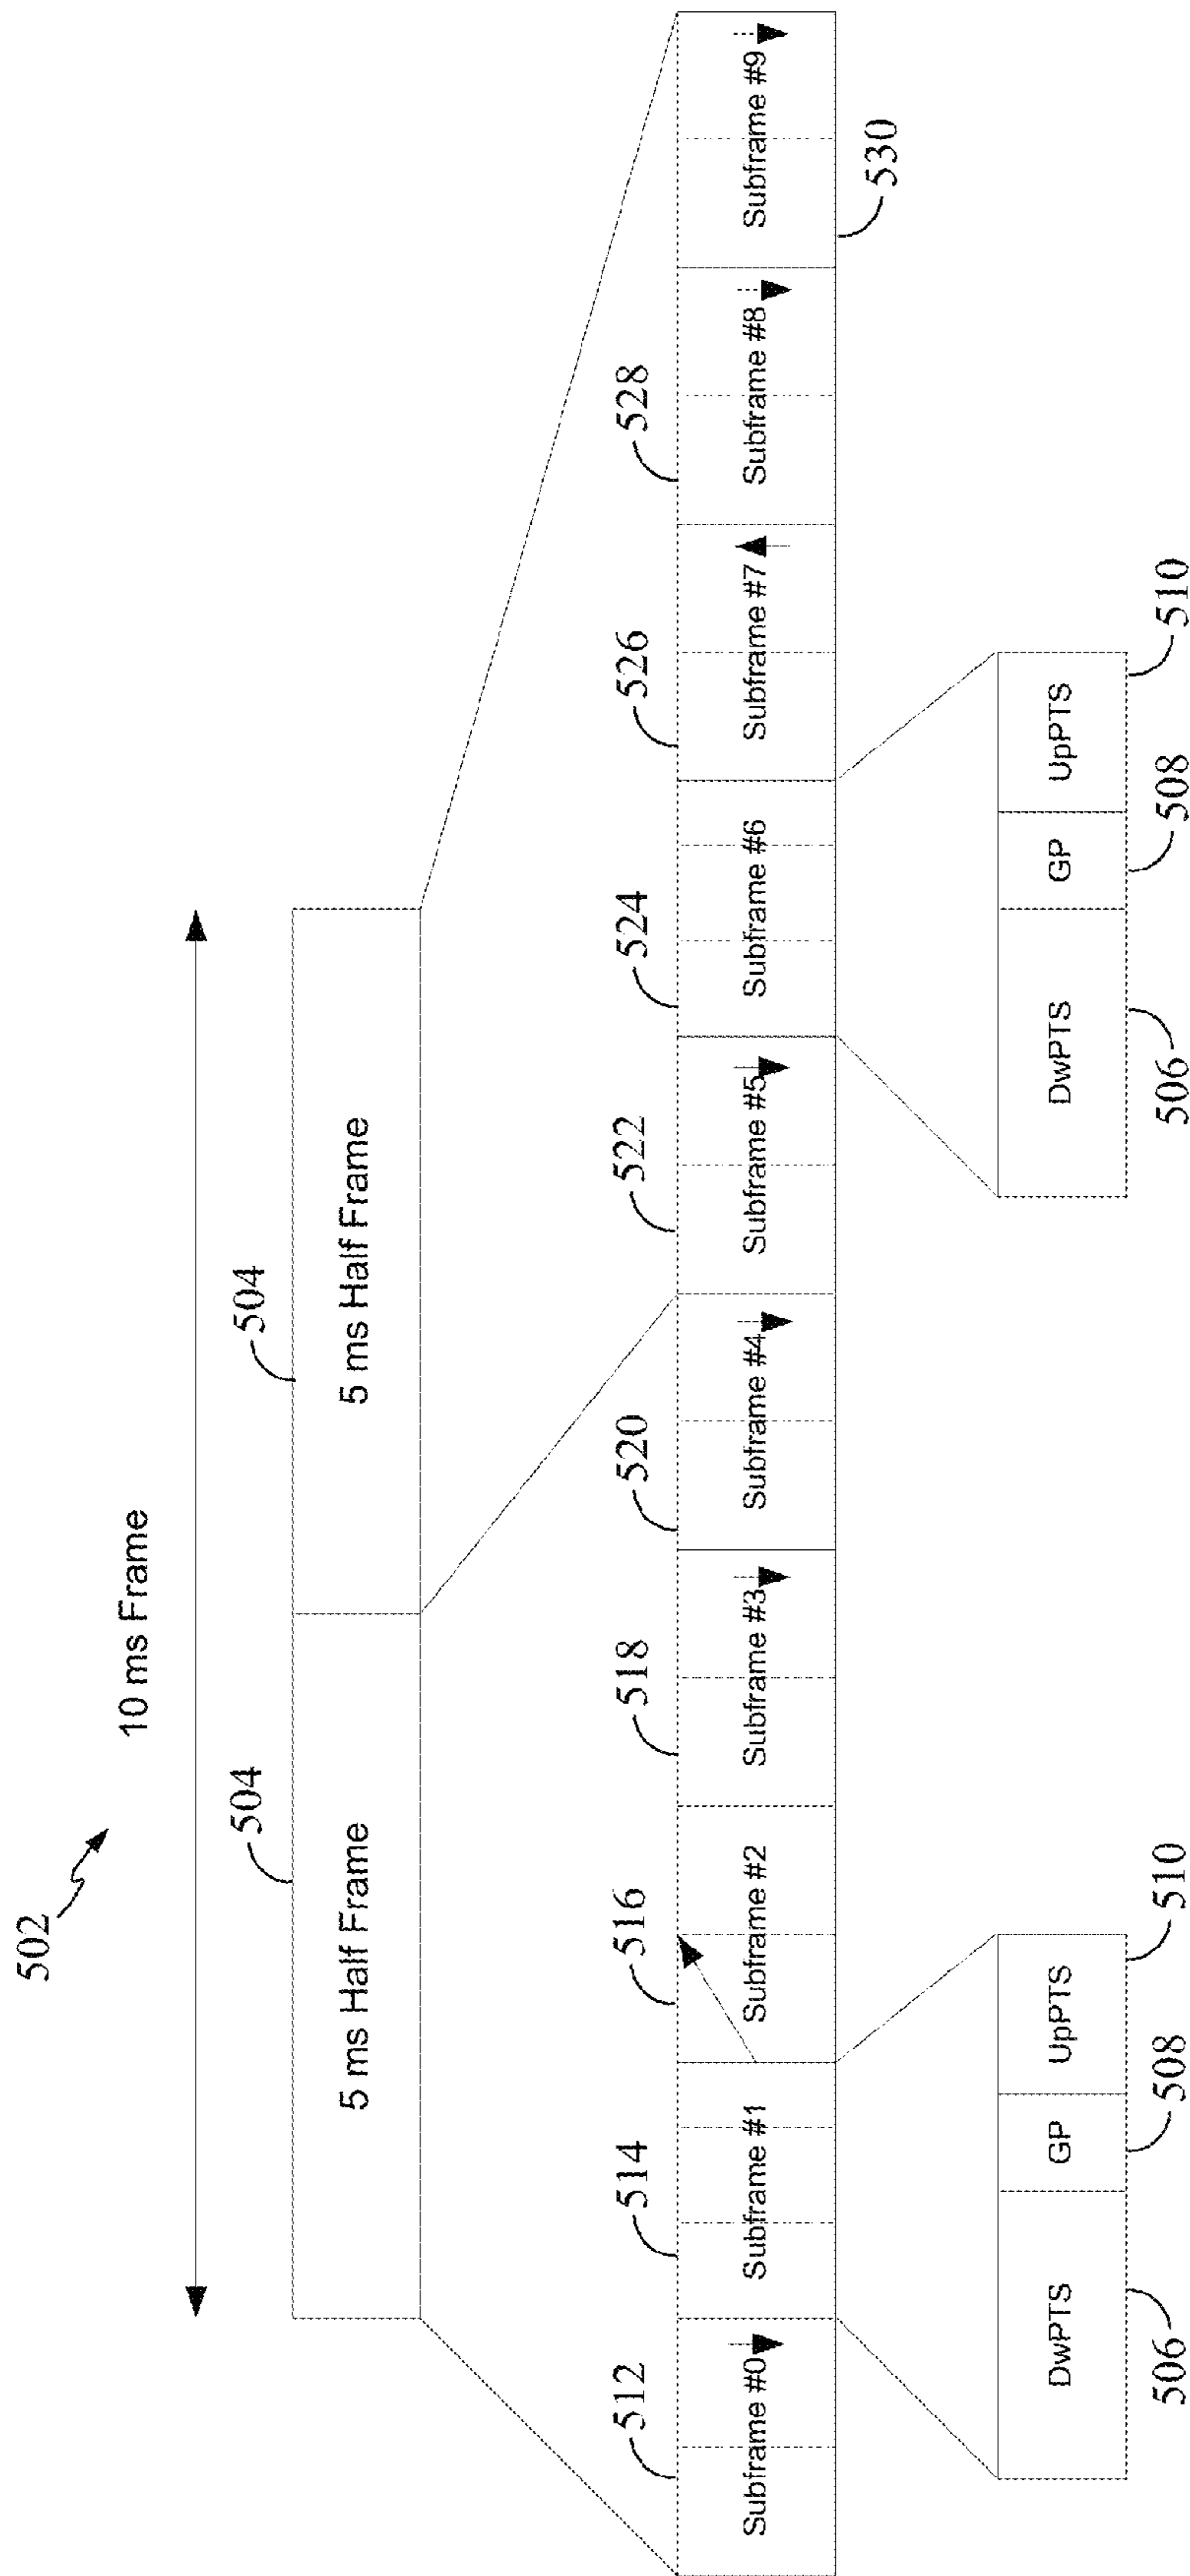 502
10 ms Frame
504
504
5 ms Half Frame
5 ms Half Frame
512
514
516
518
520
522
524
526
528
Subframe #0
Subframe #1
Subframe #2
Subframe #3
Subframe #4
Subframe #5
Subframe #6
Subframe #7
Subframe #8
Subframe #9
530
DwPTS
GP
UpPTS
DwPTS
GP
UpPTS
506
508
510
506
508
510